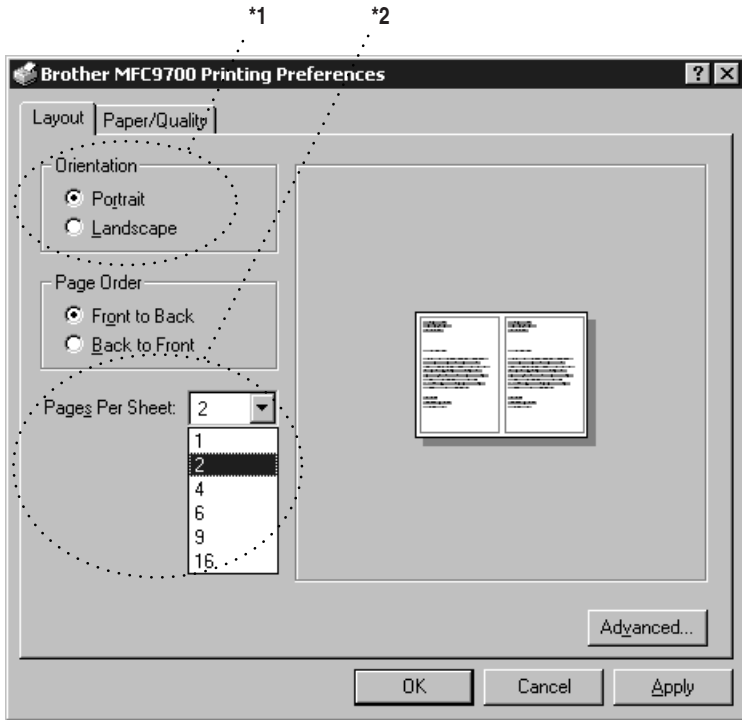 *1 *2
Brother MFC9700 Printing Preferences
Layout Paper/Quality
Orientation
Portrait
Landscape
Page Order
Front to Back
Back to Front
Pages Per Sheet: 2
1
2
4
6
9
16
Advanced...
OK Cancel Apply